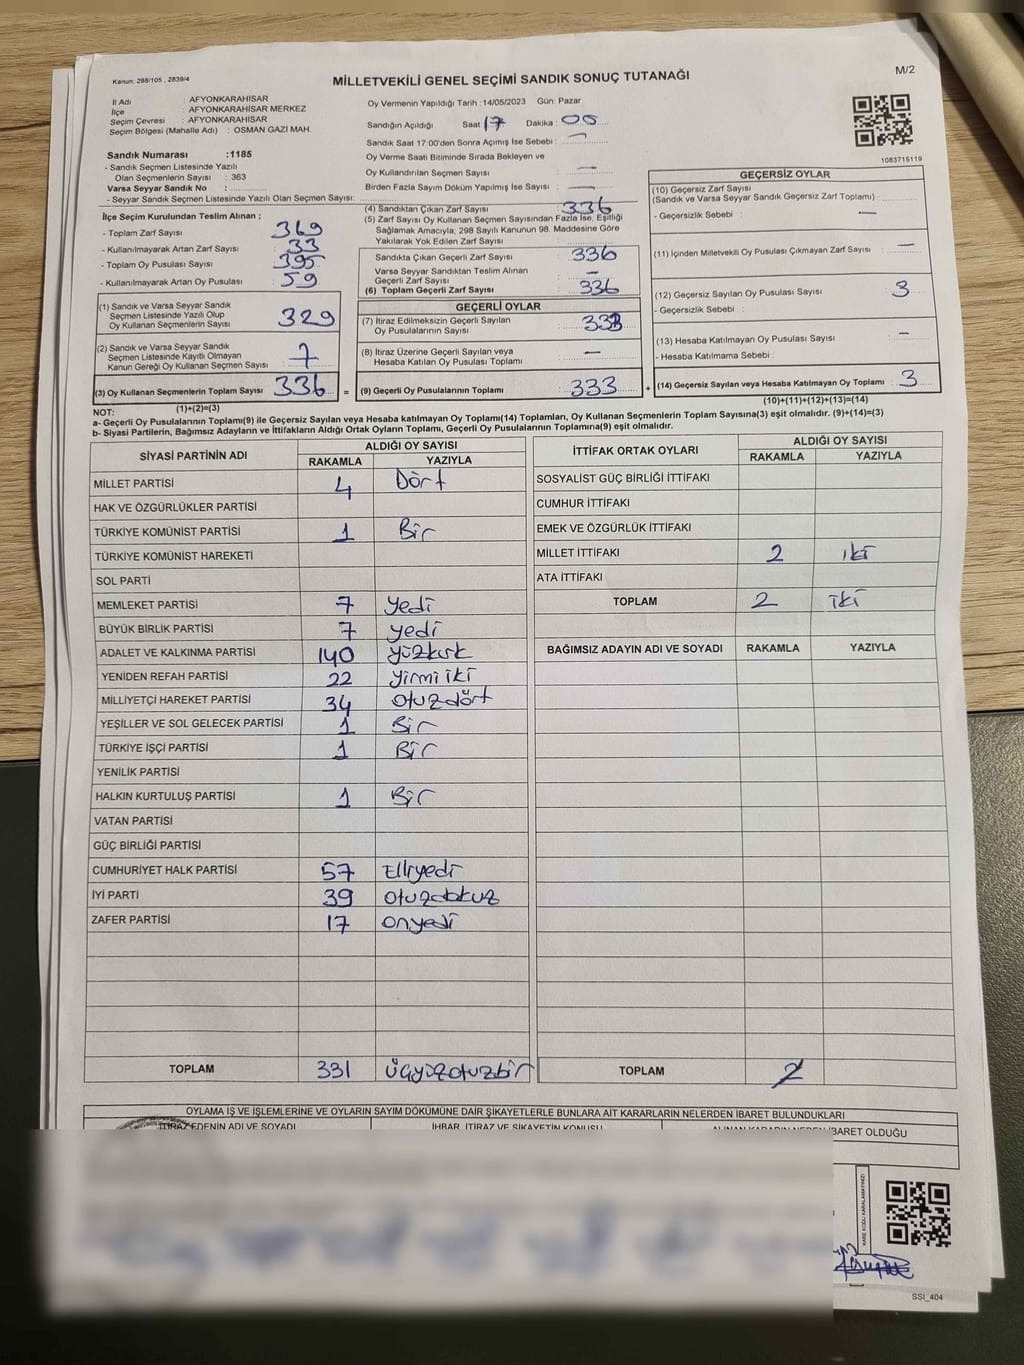 Kanun: 298/105 , 2839/4
MİLLETVEKİLİ GENEL SEÇİMİ SANDIK SONUÇ TUTANAĞI
M/2
İl Adı : AFYONKARAHİSAR
İlçe : AFYONKARAHİSAR MERKEZ
Seçim Çevresi : AFYONKARAHİSAR
Seçim Bölgesi (Mahalle Adı) : OSMAN GAZİ MAH.
Oy Vermenin Yapıldığı Tarih :14/05/2023 Gün: Pazar
Sandığın Açıldığı Saat 17 Dakika : 00
Sandık Saat 17:00'den Sonra Açımış İse Sebebi : —
Oy Verme Saati Bitiminde Sırada Bekleyen ve
Oy Kullandırılan Seçmen Sayısı : —
Birden Fazla Sayım Döküm Yapılmış İse Sayısı : —
1083715119
Sandık Numarası :1185
- Sandık Seçmen Listesinde Yazılı
Olan Seçmenlerin Sayısı : 363
Varsa Seyyar Sandık No :
- Seyyar Sandık Seçmen Listesinde Yazılı Olan Seçmen Sayısı:
İlçe Seçim Kurulundan Teslim Alınan ;
- Toplam Zarf Sayısı : 369
- Kullanılmayarak Artan Zarf Sayısı : 33
- Toplam Oy Pusulası Sayısı : 395
- Kullanılmayarak Artan Oy Pusulası : 59
(1) Sandık ve Varsa Seyyar Sandık
Seçmen Listesinde Yazılı Olup
Oy Kullanan Seçmenlerin Sayısı : 329
(2) Sandık ve Varsa Seyyar Sandık
Seçmen Listesinde Kayıtlı Olmayan
Kanun Gereği Oy Kullanan Seçmen Sayısı : 7
(3) Oy Kullanan Seçmenlerin Toplam Sayısı : 336 =
(1)+(2)=(3)
(4) Sandıktan Çıkan Zarf Sayısı : 336
(5) Zarf Sayısı Oy Kullanan Seçmen Sayısından Fazla İse, Eşitliği
Sağlamak Amacıyla, 298 Sayılı Kanunun 98. Maddesine Göre
Yakılarak Yok Edilen Zarf Sayısı :
Sandıkta Çıkan Geçerli Zarf Sayısı : 336
Varsa Seyyar Sandıktan Teslim Alınan
Geçerli Zarf Sayısı : —
(6) Toplam Geçerli Zarf Sayısı : 336
GEÇERLİ OYLAR
(7) İtiraz Edilmeksizin Geçerli Sayılan
Oy Pusulalarının Sayısı : 333
(8) İtiraz Üzerine Geçerli Sayılan veya
Hesaba Katılan Oy Pusulası Toplamı : —
(9) Geçerli Oy Pusulalarının Toplamı : 333 +
GEÇERSİZ OYLAR
(10) Geçersiz Zarf Sayısı
(Sandık ve Varsa Seyyar Sandık Geçersiz Zarf Toplamı) :
- Geçersizlik Sebebi : —
(11) İçinden Milletvekili Oy Pusulası Çıkmayan Zarf Sayısı : —
(12) Geçersiz Sayılan Oy Pusulası Sayısı : 3
- Geçersizlik Sebebi :
(13) Hesaba Katılmayan Oy Pusulası Sayısı : —
- Hesaba Katılmama Sebebi :
(14) Geçersiz Sayılan veya Hesaba Katılmayan Oy Toplamı : 3
(10)+(11)+(12)+(13)=(14)
NOT:
a- Geçerli Oy Pusulalarının Toplamı(9) ile Geçersiz Sayılan veya Hesaba katılmayan Oy Toplamı(14) Toplamları, Oy Kullanan Seçmenlerin Toplam Sayısına(3) eşit olmalıdır. (9)+(14)=(3)
b- Siyasi Partilerin, Bağımsız Adayların ve İttifakların Aldığı Ortak Oyların Toplamı, Geçerli Oy Pusulalarının Toplamına(9) eşit olmalıdır.
SİYASİ PARTİNİN ADI ALDIĞI OY SAYISI
RAKAMLA YAZIYLA
MİLLET PARTİSİ 4 Dört
HAK VE ÖZGÜRLÜKLER PARTİSİ
TÜRKİYE KOMÜNİST PARTİSİ 1 Bir
TÜRKİYE KOMÜNİST HAREKETİ
SOL PARTİ
MEMLEKET PARTİSİ 7 yedi
BÜYÜK BİRLİK PARTİSİ 7 yedi
ADALET VE KALKINMA PARTİSİ 140 yüzkırk
YENİDEN REFAH PARTİSİ 22 yirmi iki
MİLLİYETÇİ HAREKET PARTİSİ 34 otuzdört
YEŞİLLER VE SOL GELECEK PARTİSİ 1 Bir
TÜRKİYE İŞÇİ PARTİSİ 1 Bir
YENİLİK PARTİSİ
HALKIN KURTULUŞ PARTİSİ 1 Bir
VATAN PARTİSİ
GÜÇ BİRLİĞİ PARTİSİ
CUMHURİYET HALK PARTİSİ 57 Elliyedi
İYİ PARTİ 39 otuzdokuz
ZAFER PARTİSİ 17 onyedi
TOPLAM 331 üçyüzotuzbir
İTTİFAK ORTAK OYLARI ALDIĞI OY SAYISI
RAKAMLA YAZIYLA
SOSYALİST GÜÇ BİRLİĞİ İTTİFAKI
CUMHUR İTTİFAKI
EMEK VE ÖZGÜRLÜK İTTİFAKI
MİLLET İTTİFAKI 2 iki
ATA İTTİFAKI
TOPLAM 2 iki
BAĞIMSIZ ADAYIN ADI VE SOYADI RAKAMLA YAZIYLA
TOPLAM 2
OYLAMA İŞ VE İŞLEMLERİNE VE OYLARIN SAYIM DÖKÜMÜNE DAİR ŞİKAYETLERLE BUNLARA AİT KARARLARIN NELERDEN İBARET BULUNDUKLARI
İTİRAZ EDENİN ADI VE SOYADI İHBAR, İTİRAZ VE ŞİKAYETİN KONUSU ALINAN KARARIN NEDEN İBARET OLDUĞU
SSI_404